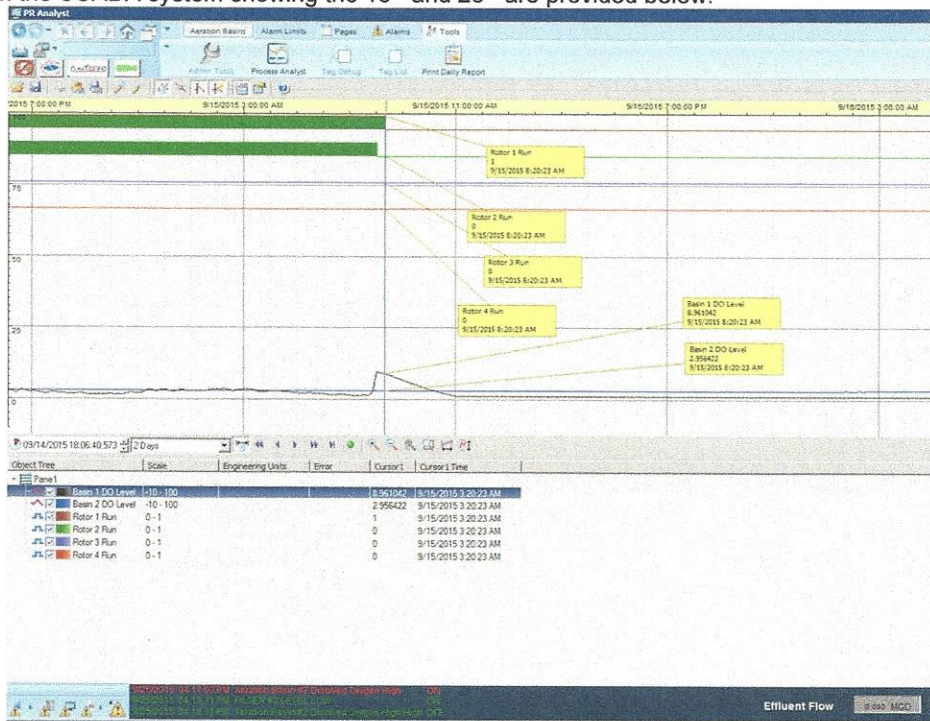 PR Analyst
Aeration Basins Alarm Limits Pages Alarms Tools
Admin Tools Process Analyst Tag Debug Tag List Print Daily Report
9/15/2015 3:00:00 AM 9/15/2015 11:00:00 AM 9/15/2015 7:00:00 PM 9/16/2015 3:00:00 AM
100
Rotor 1 Run
1
9/15/2015 8:20:23 AM
75
Rotor 2 Run
0
9/15/2015 8:20:23 AM
50
Rotor 3 Run
0
9/15/2015 8:20:23 AM
Rotor 4 Run
0
9/15/2015 8:20:23 AM
Basin 1 DO Level
8.961042
9/15/2015 8:20:23 AM
25
Basin 2 DO Level
2.956422
9/15/2015 8:20:23 AM
0
09/14/2015 18:06:40.573 2 Days
Object Tree Scale Engineering Units Error Cursor1 Cursor1 Time
Pane1
Basin 1 DO Level -10 - 100 8.961042 9/15/2015 3:20:23 AM
Basin 2 DO Level -10 - 100 2.956422 9/15/2015 3:20:23 AM
Rotor 1 Run 0 - 1 1 9/15/2015 3:20:23 AM
Rotor 2 Run 0 - 1 0 9/15/2015 3:20:23 AM
Rotor 3 Run 0 - 1 0 9/15/2015 3:20:23 AM
Rotor 4 Run 0 - 1 0 9/15/2015 3:20:23 AM
Aeration Basin #2 Dissolved Oxygen High ON
Effluent Flow MGD